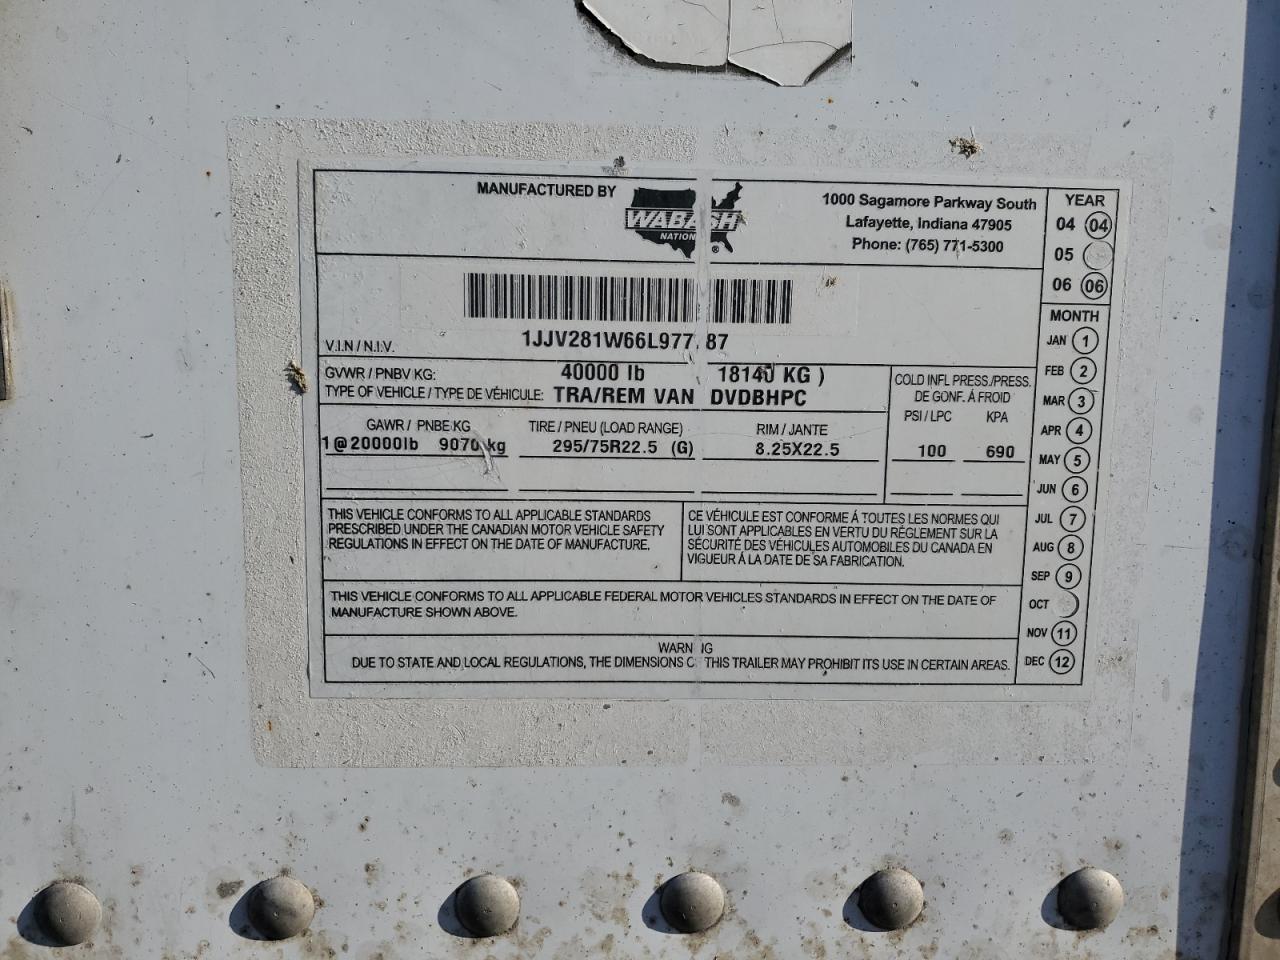 MANUFACTURED BY
WABASH
NATIONAL
®
1000 Sagamore Parkway South
Lafayette, Indiana 47905
Phone: (765) 771-5300
V.I.N / N.I.V.
GVWR / PNBV KG: 40000 lb 18140 KG )
TYPE OF VEHICLE / TYPE DE VÉHICULE: TRA/REM VAN DVDBHPC
GAWR / PNBE KG
1@20000lb 9070 kg
TIRE / PNEU (LOAD RANGE)
295/75R22.5 (G)
RIM / JANTE
8.25X22.5
COLD INFL PRESS./PRESS.
DE GONF. Á FROID
PSI / LPC KPA
100 690
THIS VEHICLE CONFORMS TO ALL APPLICABLE STANDARDS
PRESCRIBED UNDER THE CANADIAN MOTOR VEHICLE SAFETY
REGULATIONS IN EFFECT ON THE DATE OF MANUFACTURE.
CE VÉHICULE EST CONFORME Á TOUTES LES NORMES QUI
LUI SONT APPLICABLES EN VERTU DU RÉGLEMENT SUR LA
SÉCURITÉ DES VÉHICULES AUTOMOBILES DU CANADA EN
VIGUEUR Á LA DATE DE SA FABRICATION.
THIS VEHICLE CONFORMS TO ALL APPLICABLE FEDERAL MOTOR VEHICLES STANDARDS IN EFFECT ON THE DATE OF
MANUFACTURE SHOWN ABOVE.
WARNING
DUE TO STATE AND LOCAL REGULATIONS, THE DIMENSIONS THIS TRAILER MAY PROHIBIT ITS USE IN CERTAIN AREAS.
YEAR
04 04
05
06 06
MONTH
JAN 1
FEB 2
MAR 3
APR 4
MAY 5
JUN 6
JUL 7
AUG 8
SEP 9
OCT
NOV 11
DEC 12